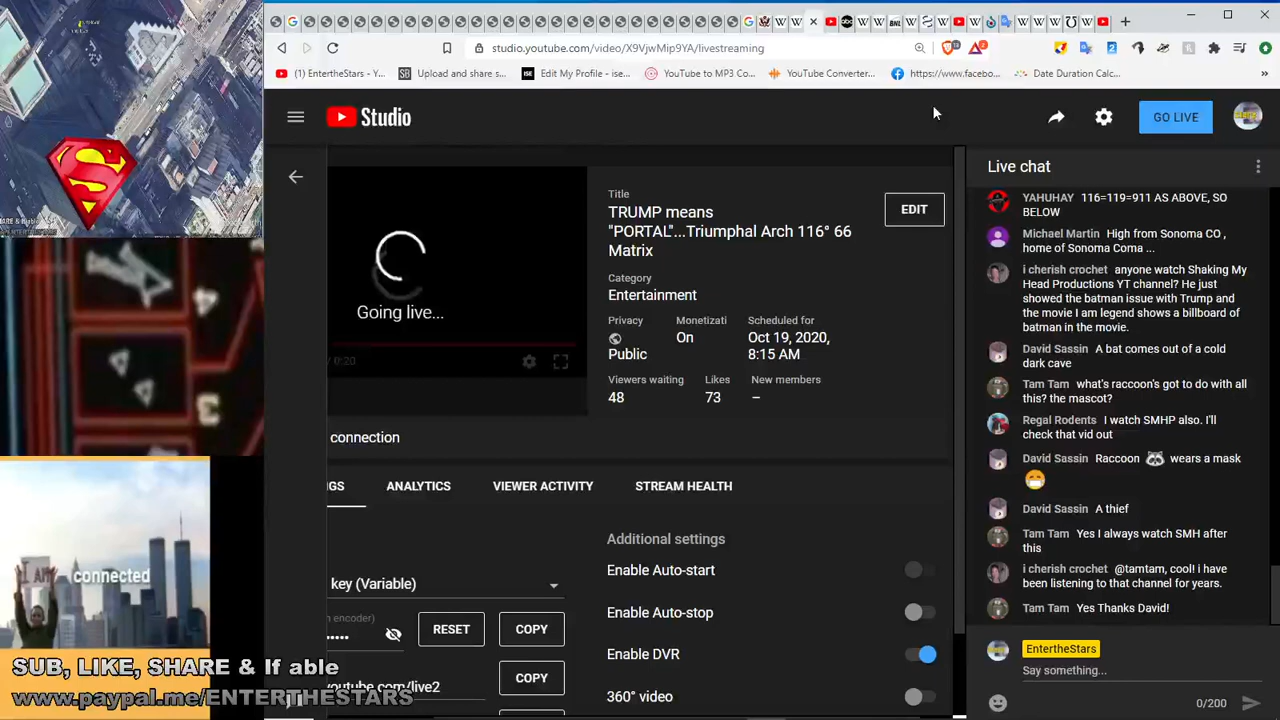 studio.youtube.com/video/X9VjwMip9YA/livestreaming
(1) EntertheStars - Y...
Upload and share s...
ISE
Edit My Profile - ise...
YouTube to MP3 Co...
YouTube Converter...
https://www.facebo...
Date Duration Calc...
Studio
GO LIVE
Going live...
/ 0:20
Title
TRUMP means
"PORTAL"...Triumphal Arch 116° 66
Matrix
EDIT
Category
Entertainment
Privacy
Public
Monetizati
On
Scheduled for
Oct 19, 2020,
8:15 AM
Viewers waiting
48
Likes
73
New members
–
connection
GS
ANALYTICS
VIEWER ACTIVITY
STREAM HEALTH
key (Variable)
n encoder)
RESET
COPY
outube.com/live2
COPY
Additional settings
Enable Auto-start
Enable Auto-stop
Enable DVR
360° video
Live chat
YAHUHAY 116=119=911 AS ABOVE, SO
BELOW
Michael Martin High from Sonoma CO ,
home of Sonoma Coma ...
i cherish crochet anyone watch Shaking My
Head Productions YT channel? He just
showed the batman issue with Trump and
the movie I am legend shows a billboard of
batman in the movie.
David Sassin A bat comes out of a cold
dark cave
Tam Tam what's raccoon's got to do with all
this? the mascot?
Regal Rodents I watch SMHP also. I'll
check that vid out
David Sassin Raccoon 🦝 wears a mask
😷
David Sassin A thief
Tam Tam Yes I always watch SMH after
this
i cherish crochet @tamtam, cool! i have
been listening to that channel for years.
Tam Tam Yes Thanks David!
EntertheStars
Say something...
0/200
I AM connected
SUB, LIKE, SHARE & If able
www.paypal.me/ENTERTHESTARS